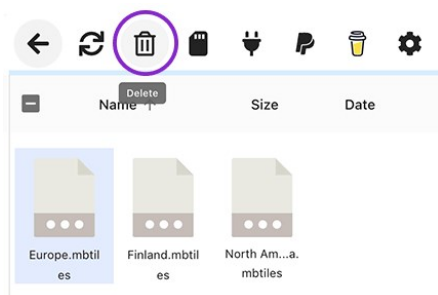 Delete
Name Size Date
Europe.mbtil
es
Finland.mbtil
es
North Am...a.
mbtiles